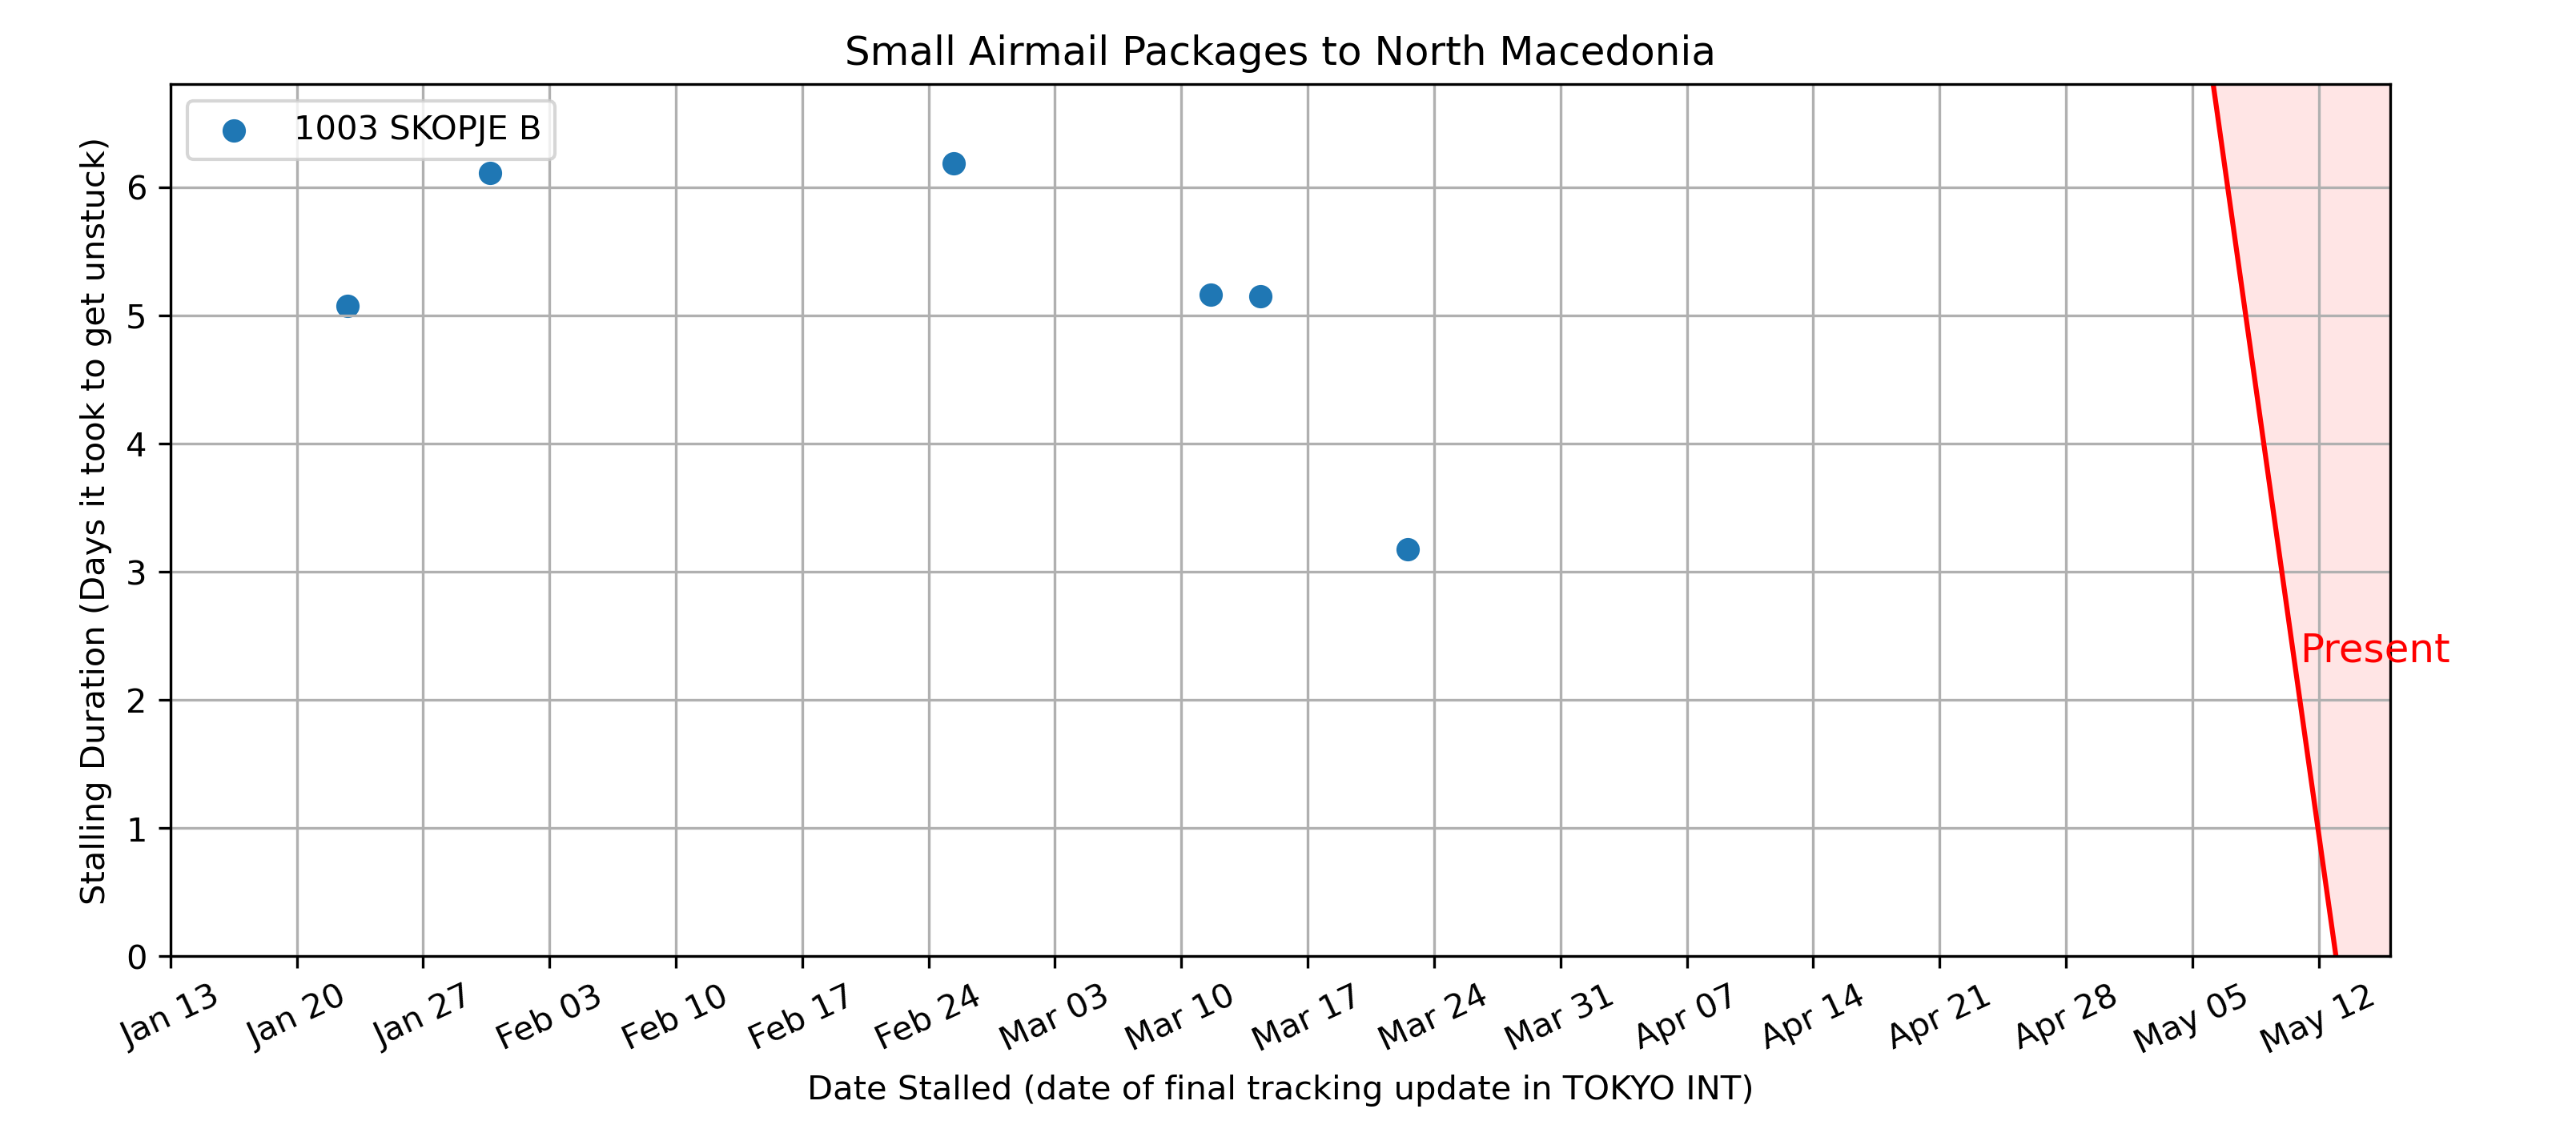 Small Airmail Packages to North Macedonia
1003 SKOPJE B
Stalling Duration (Days it took to get unstuck)
6
5
4
3
2
1
0
Present
Jan 13
Jan 20
Jan 27
Feb 03
Feb 10
Feb 17
Feb 24
Mar 03
Mar 10
Mar 17
Mar 24
Mar 31
Apr 07
Apr 14
Apr 21
Apr 28
May 05
May 12
Date Stalled (date of final tracking update in TOKYO INT)